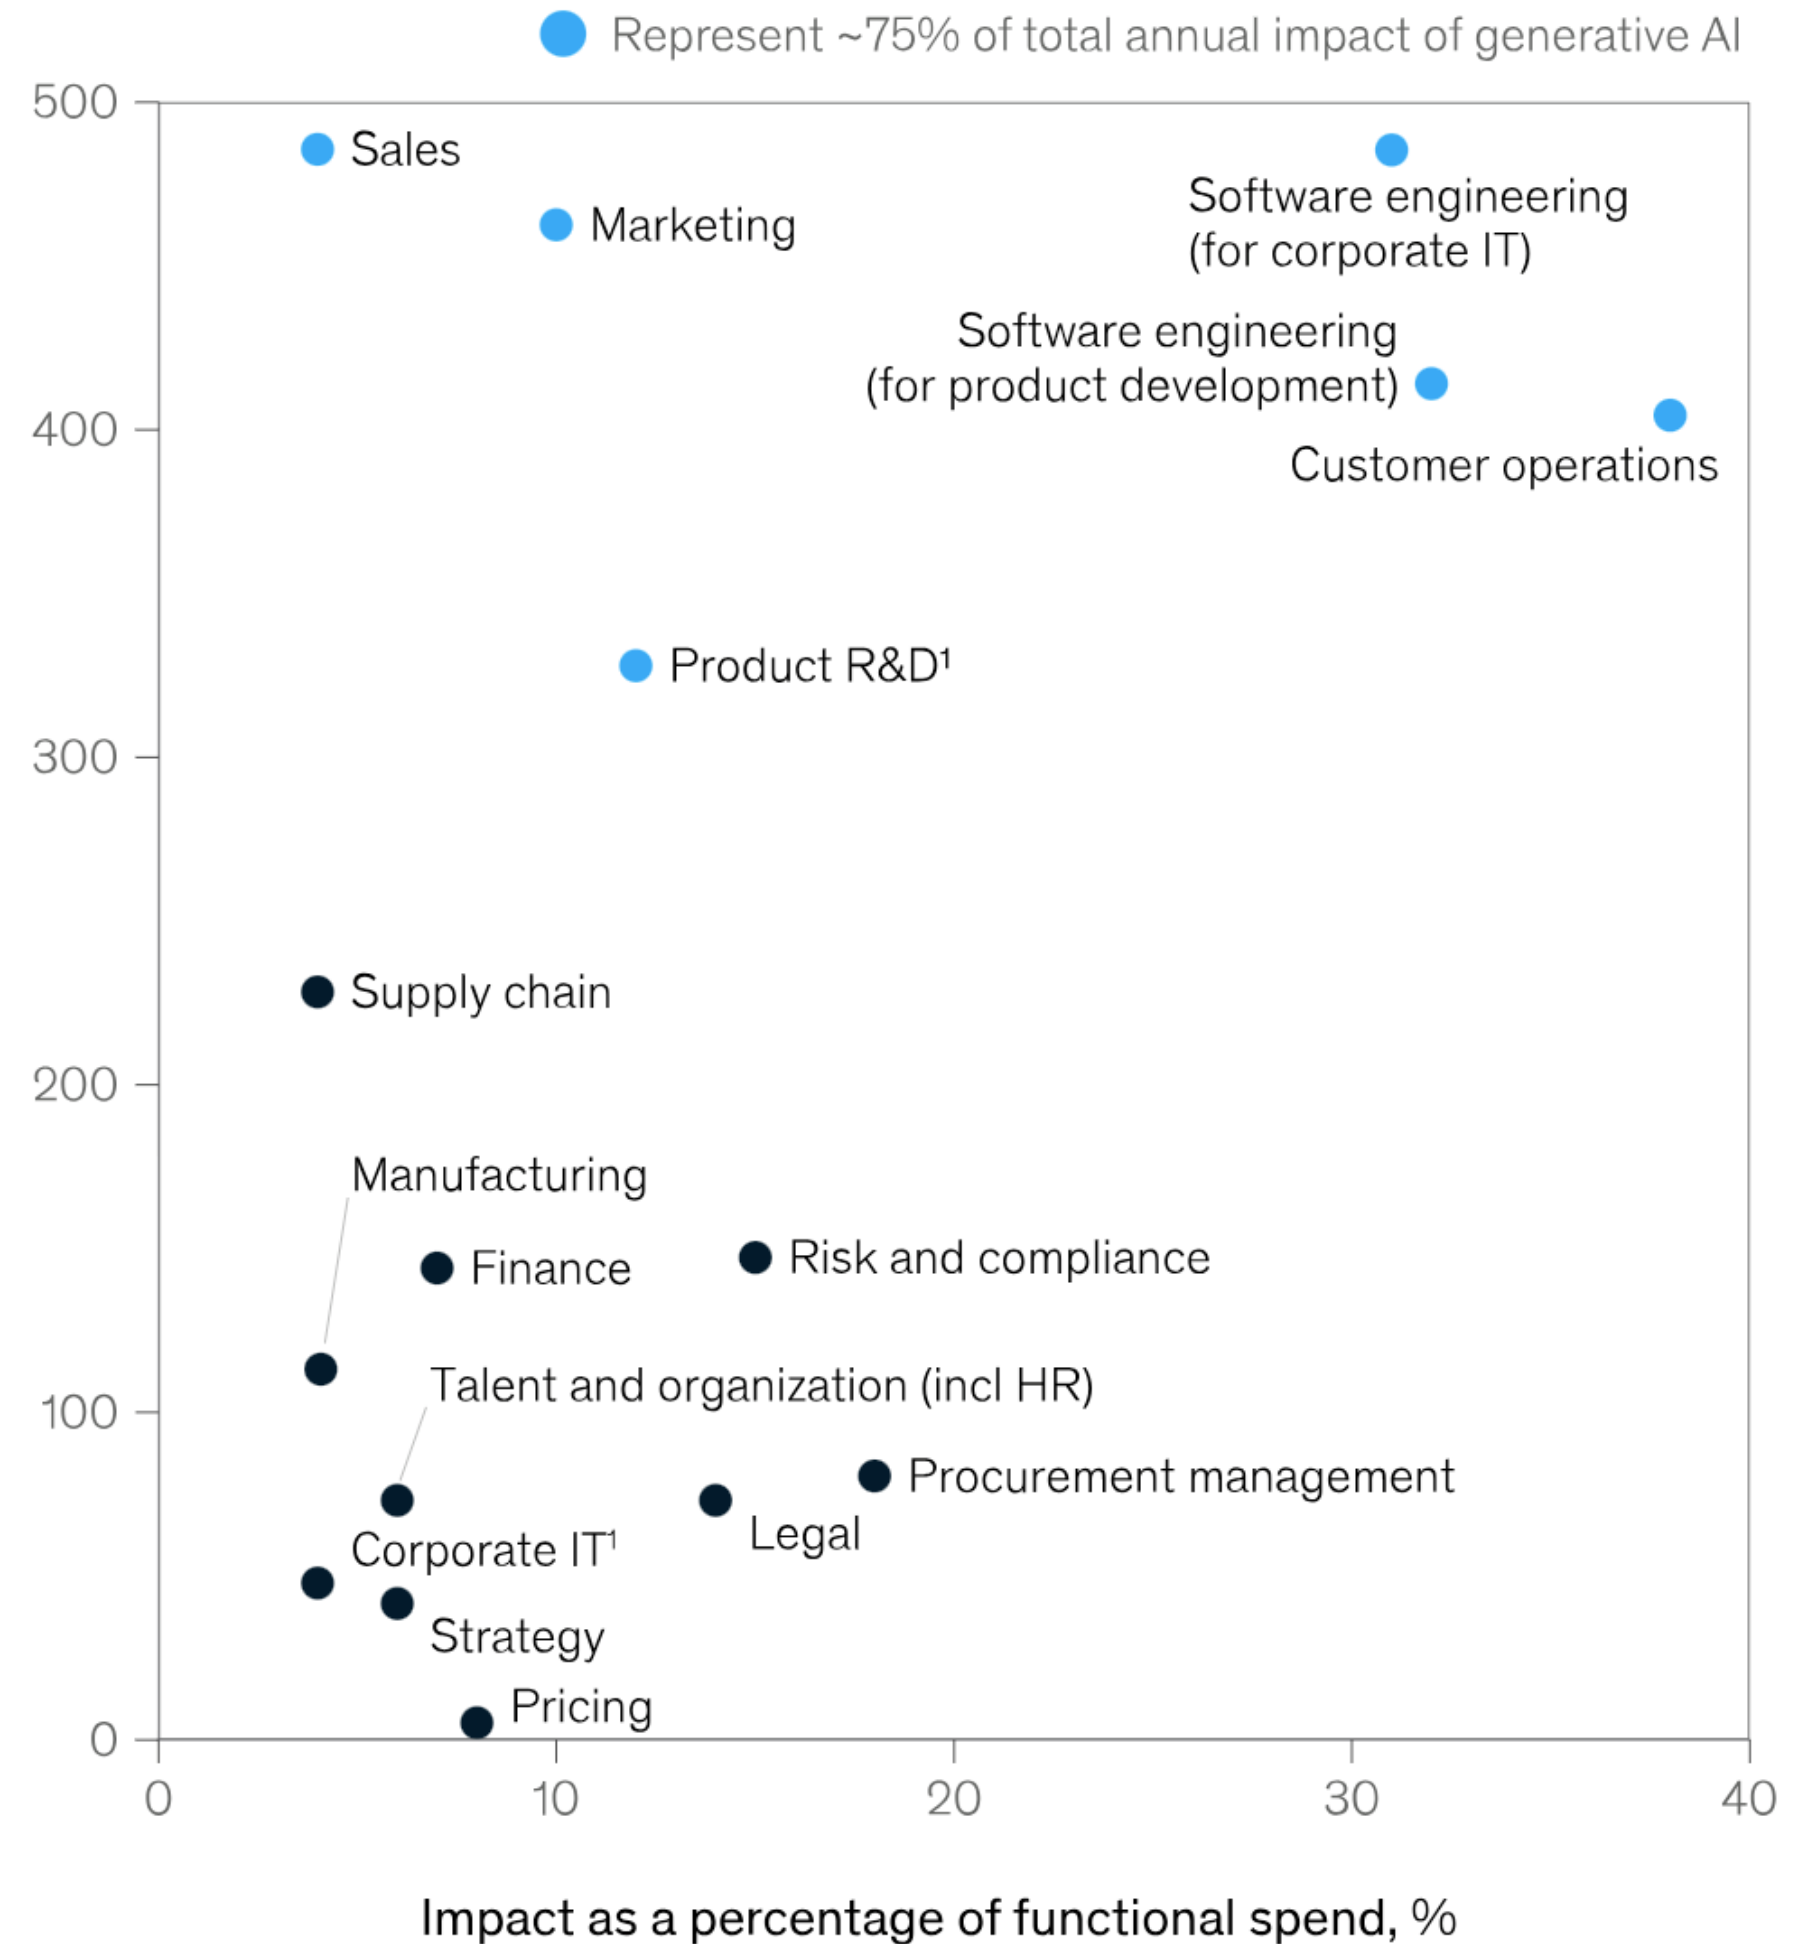 Represent ~75% of total annual impact of generative AI
500
Sales
Marketing
Software engineering
(for corporate IT)
Software engineering
(for product development)
400
Customer operations
Product R&D¹
300
Supply chain
200
Manufacturing
Finance
Risk and compliance
Talent and organization (incl HR)
100
Procurement management
Legal
Corporate IT¹
Strategy
Pricing
0
0 10 20 30 40
Impact as a percentage of functional spend, %